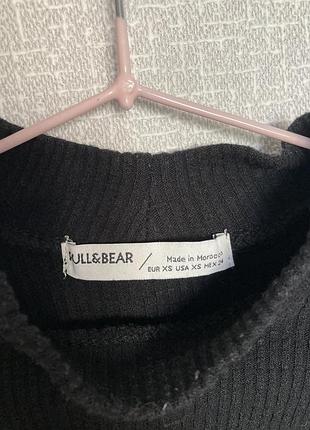 PULL&BEAR
Made in Morocco
EUR XS USA XS MEX 24